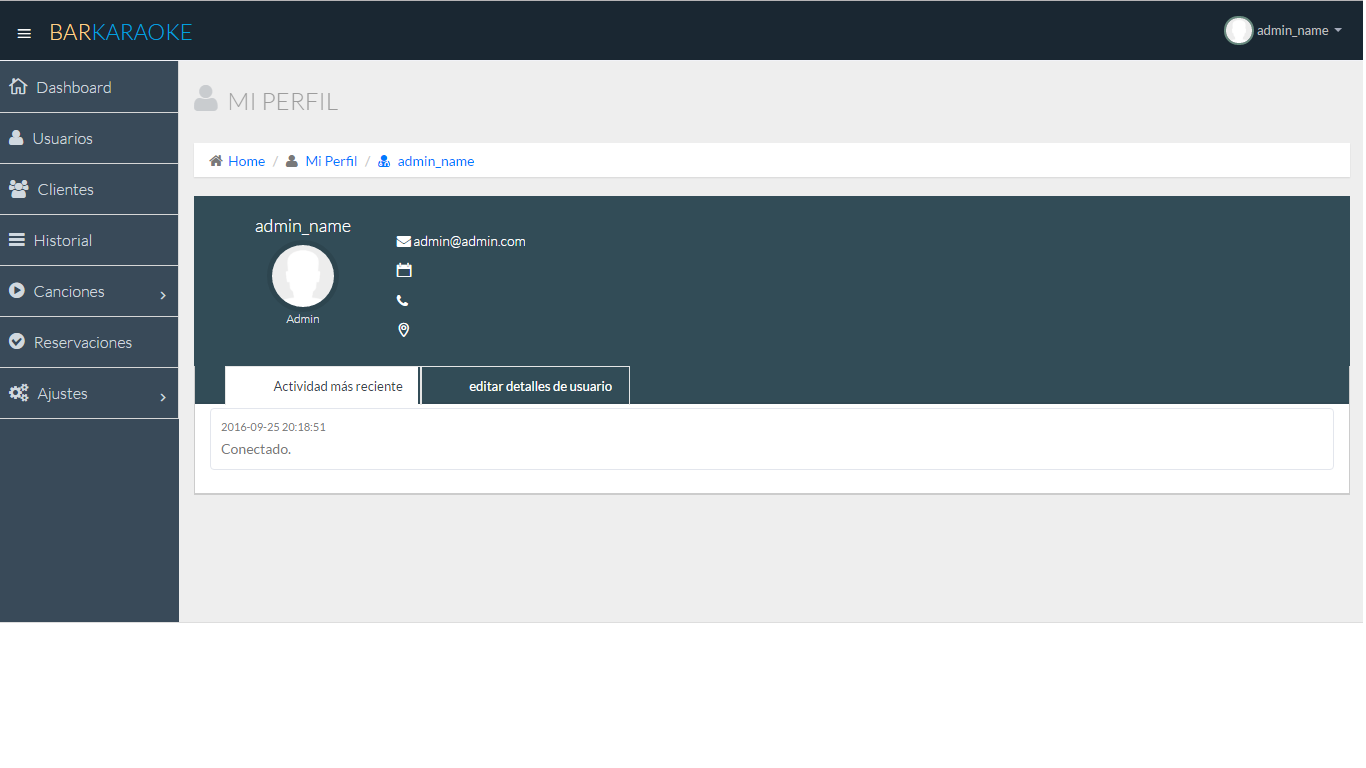 BARKARAOKE
admin_name
Dashboard
Usuarios
Clientes
Historial
Canciones
Reservaciones
Ajustes
MI PERFIL
Home / Mi Perfil / admin_name
admin_name
Admin
admin@admin.com
Actividad más reciente
editar detalles de usuario
2016-09-25 20:18:51
Conectado.